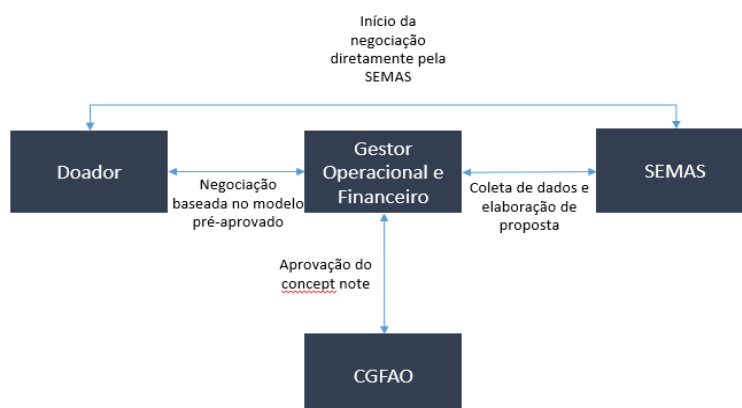 Início da
negociação
diretamente pela
SEMAS
Doador
Gestor
Operacional e
Financeiro
SEMAS
Negociação
baseada no modelo
pré-aprovado
Coleta de dados e
elaboração de
proposta
Aprovação do
concept note
CGFAO